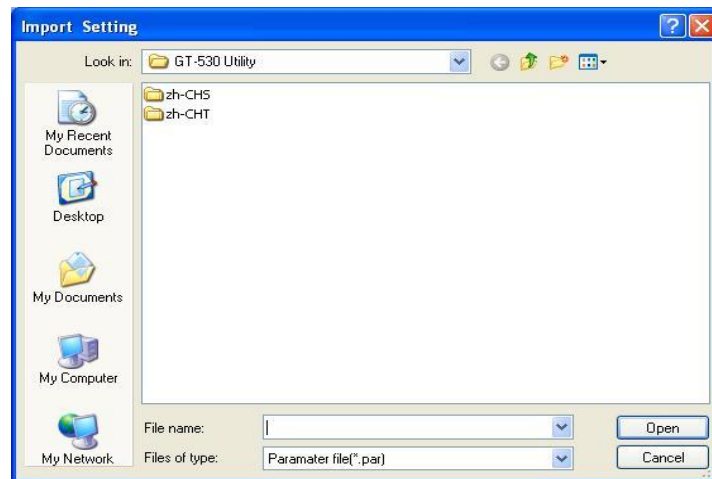 Import Setting
Look in:
GT-530 Utility
zh-CHS
zh-CHT
My Recent
Documents
Desktop
My Documents
My Computer
My Network
File name:
Open
Files of type:
Paramater file(*.par)
Cancel